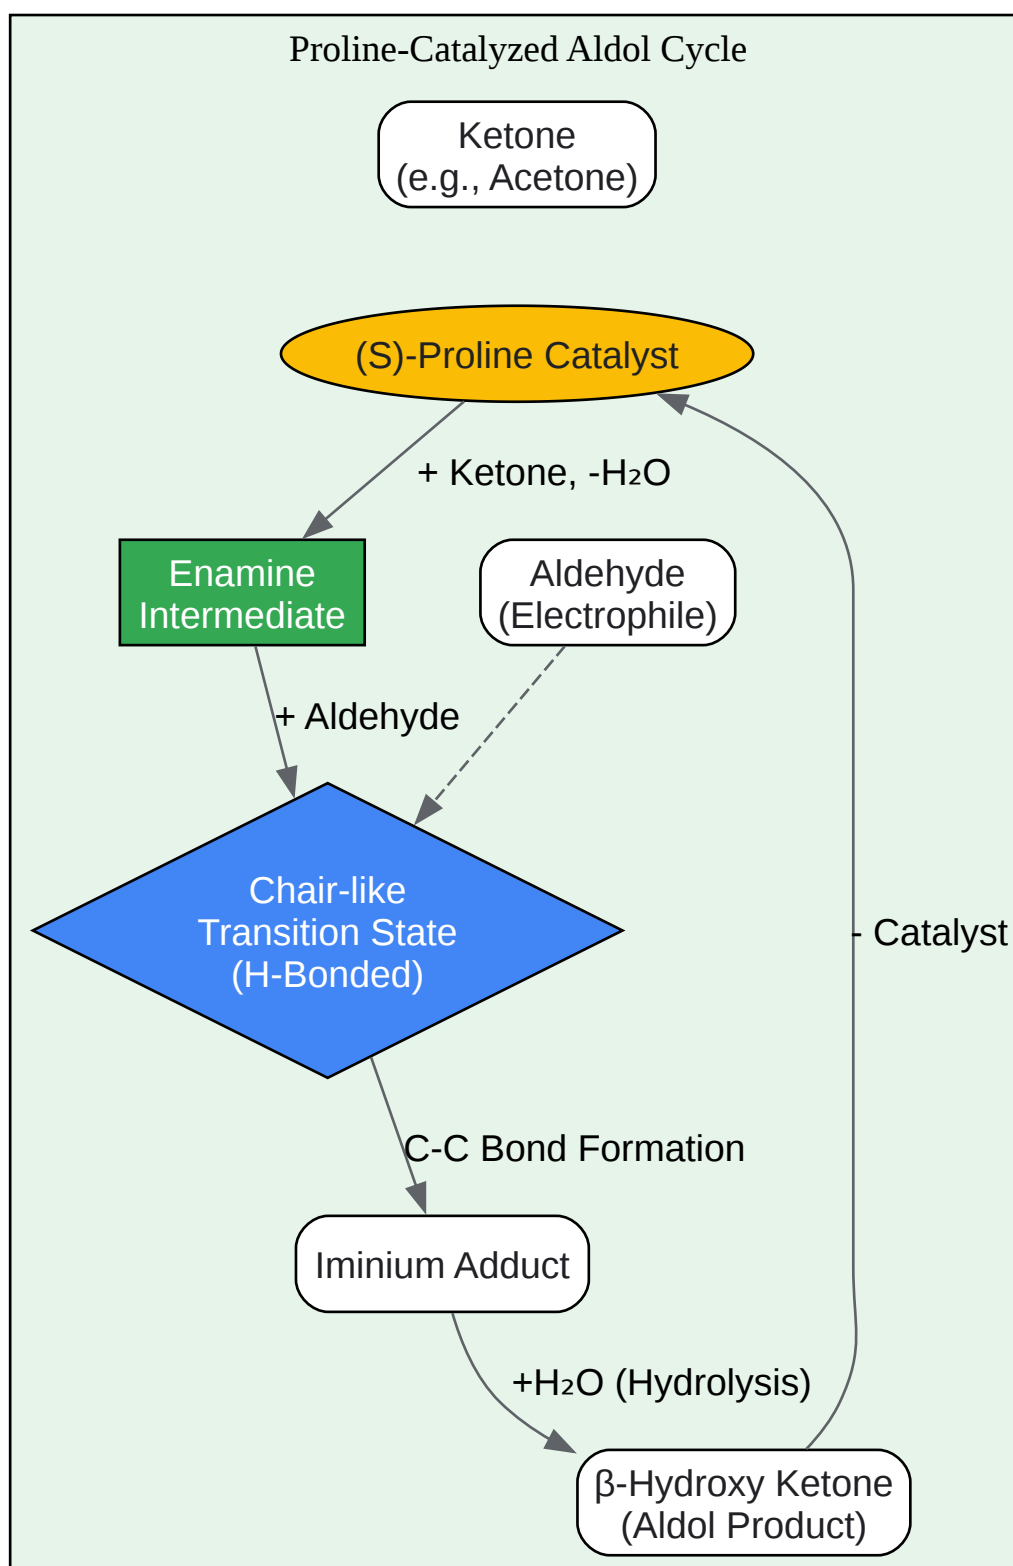 Proline-Catalyzed Aldol Cycle
Ketone
(e.g., Acetone)
(S)-Proline Catalyst
+ Ketone, -H₂O
Enamine
Intermediate
Aldehyde
(Electrophile)
+ Aldehyde
Chair-like
Transition State
(H-Bonded)
- Catalyst
C-C Bond Formation
Iminium Adduct
+H₂O (Hydrolysis)
β-Hydroxy Ketone
(Aldol Product)